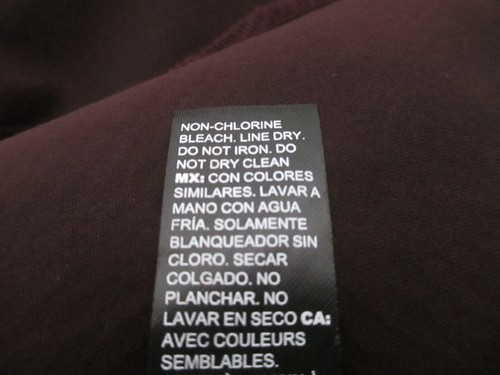 NON-CHLORINE
BLEACH. LINE DRY.
DO NOT IRON. DO
NOT DRY CLEAN
MX: CON COLORES
SIMILARES. LAVAR A
MANO CON AGUA
FRÍA. SOLAMENTE
BLANQUEADOR SIN
CLORO. SECAR
COLGADO. NO
PLANCHAR. NO
LAVAR EN SECO CA:
AVEC COULEURS
SEMBLABLES.